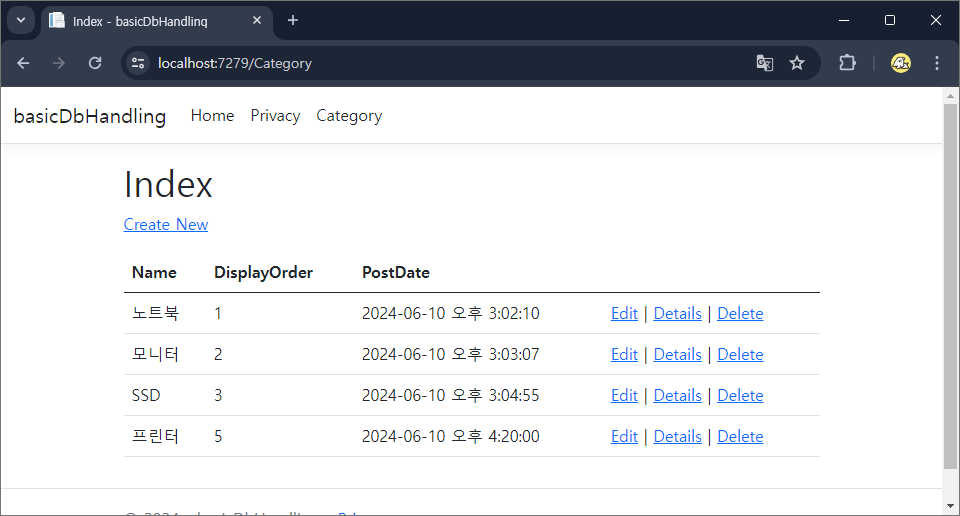 Index - basicDbHandling
localhost:7279/Category
basicDbHandling Home Privacy Category
Index
Create New
Name DisplayOrder PostDate
노트북 1 2024-06-10 오후 3:02:10 Edit | Details | Delete
모니터 2 2024-06-10 오후 3:03:07 Edit | Details | Delete
SSD 3 2024-06-10 오후 3:04:55 Edit | Details | Delete
프린터 5 2024-06-10 오후 4:20:00 Edit | Details | Delete